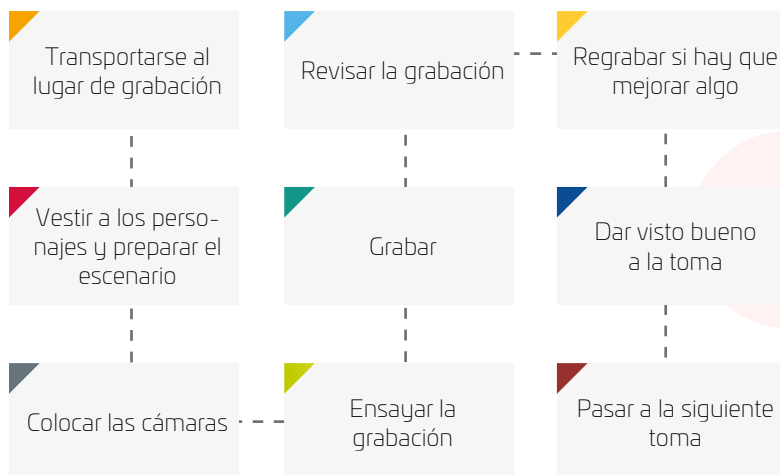 Transportarse al
lugar de grabación
Vestir a los perso-
najes y preparar el
escenario
Colocar las cámaras
Ensayar la
grabación
Grabar
Revisar la grabación
Regrabar si hay que
mejorar algo
Dar visto bueno
a la toma
Pasar a la siguiente
toma